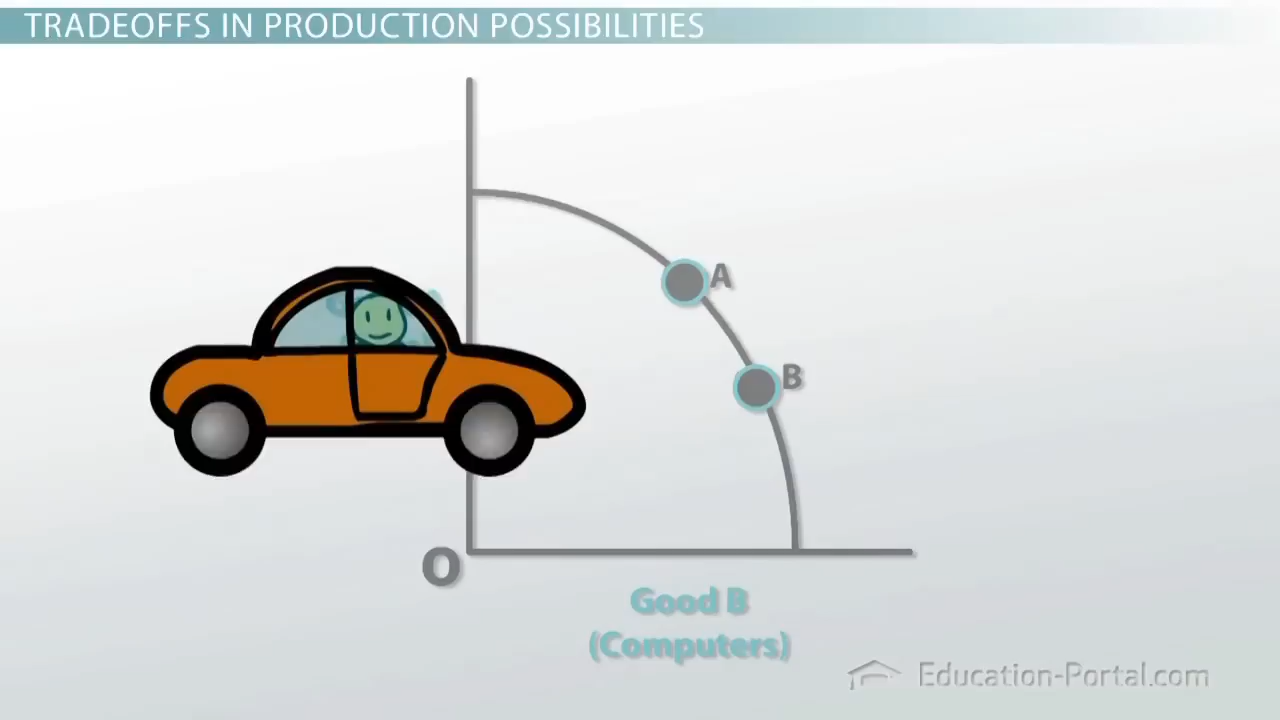 TRADEOFFS IN PRODUCTION POSSIBILITIES
A
B
O
Good B
(Computers)
Education-Portal.com